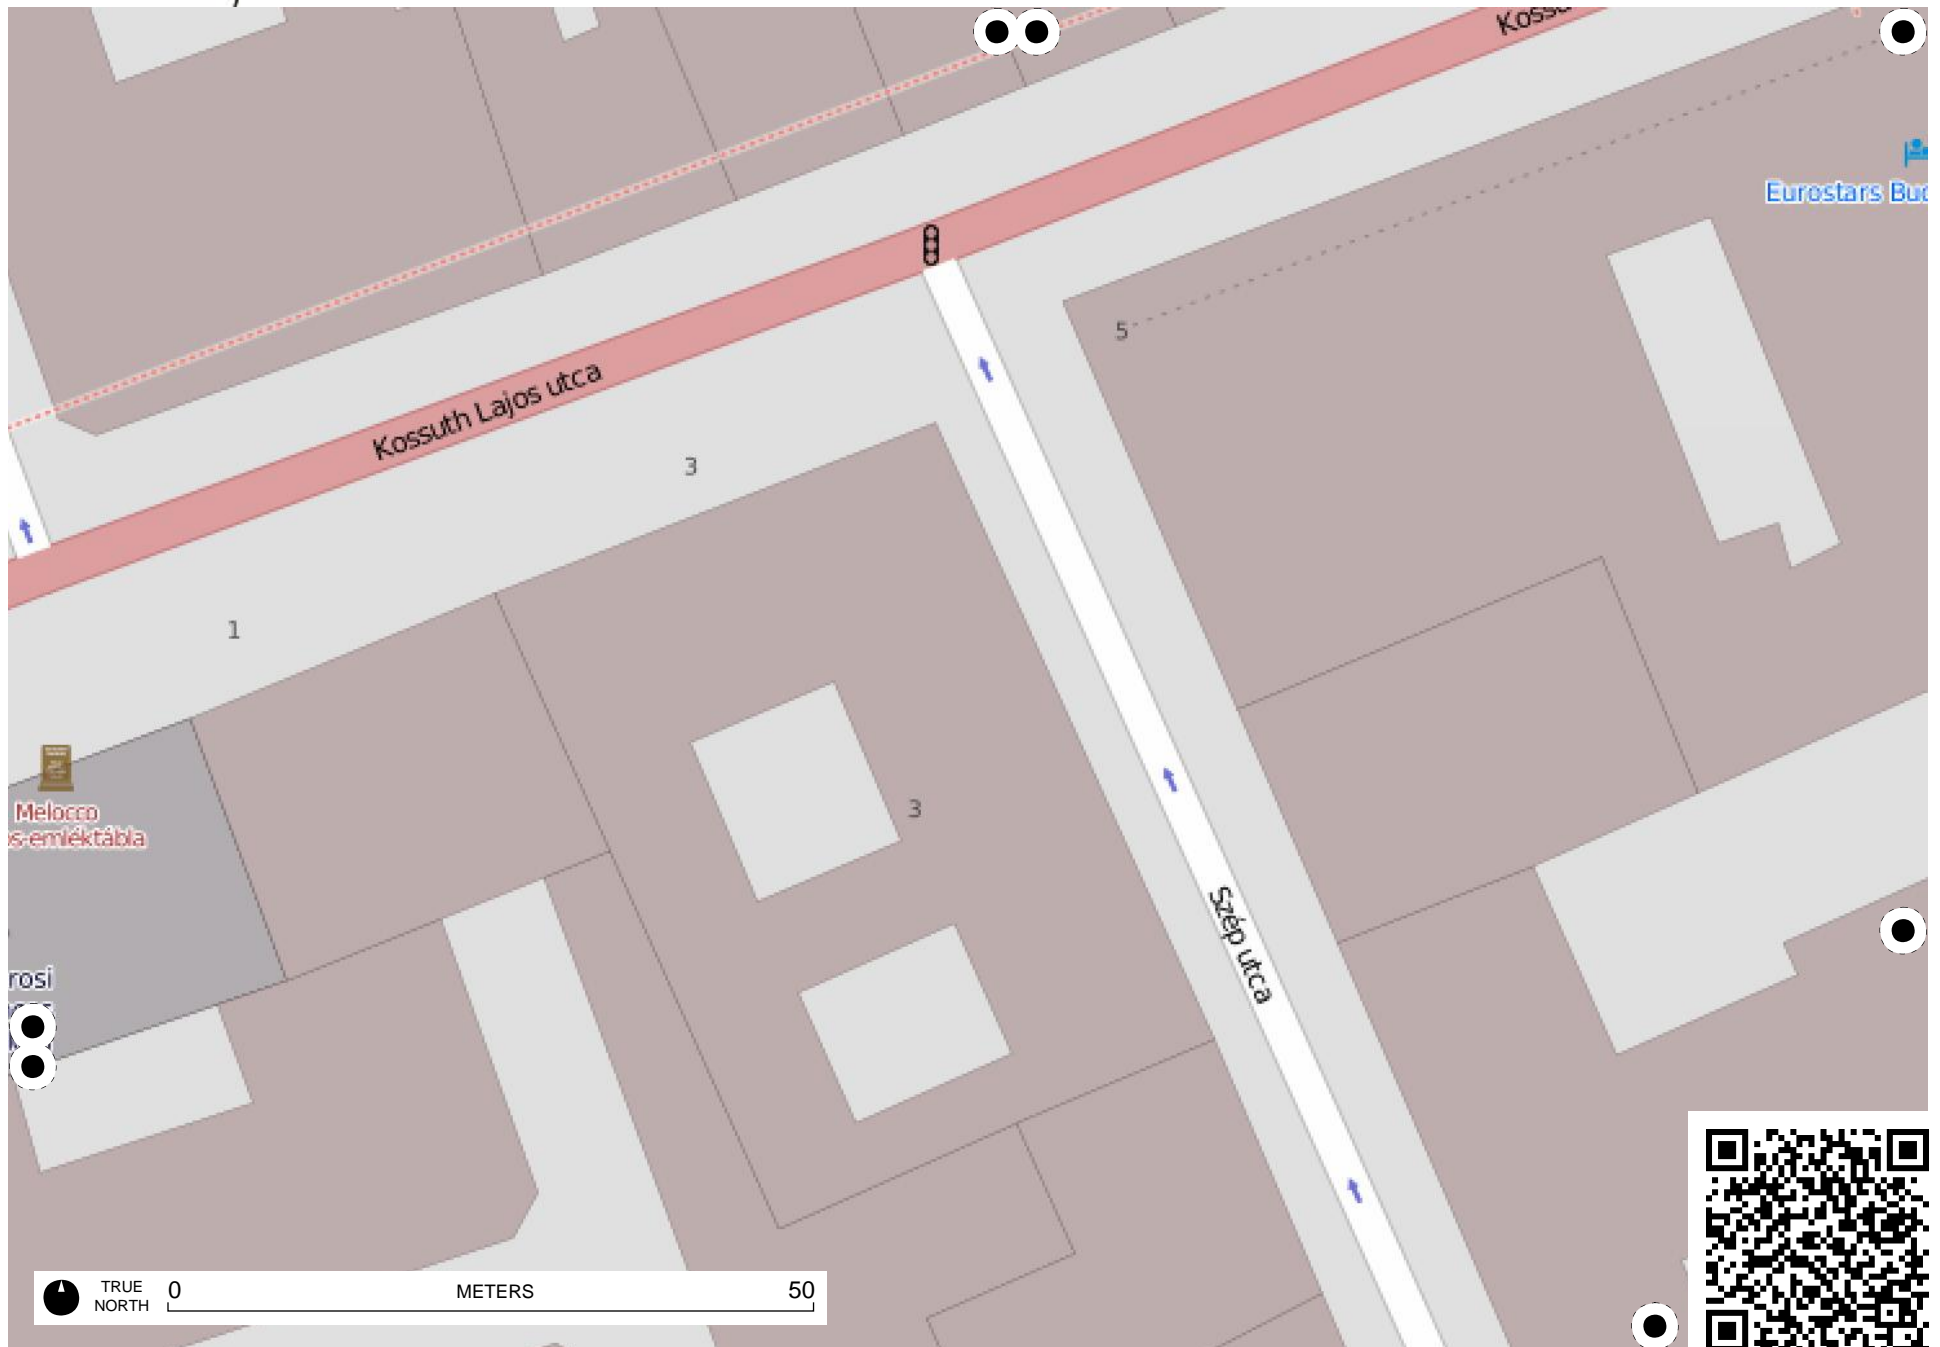 Koss
Eurostars Bud
5
Kossuth Lajos utca
3
1
Melocco
s-emléktábla
3
Szép utca
rosi
TRUE
NORTH
0 METERS 50